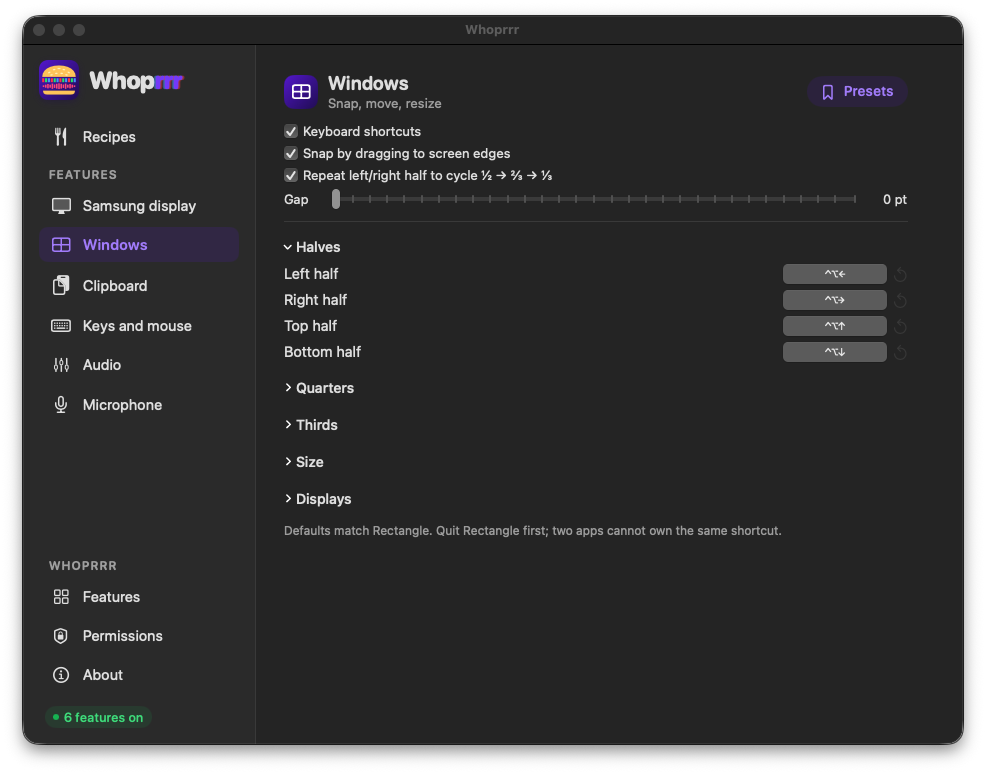 Whoprrr
Whoprrr
Recipes
FEATURES
Samsung display
Windows
Clipboard
Keys and mouse
Audio
Microphone
WHOPRRR
Features
Permissions
About
6 features on
Windows
Snap, move, resize
Presets
Keyboard shortcuts
Snap by dragging to screen edges
Repeat left/right half to cycle ½ → ⅔ → ⅓
Gap 0 pt
Halves
Left half ^⌥←
Right half ^⌥→
Top half ^⌥↑
Bottom half ^⌥↓
Quarters
Thirds
Size
Displays
Defaults match Rectangle. Quit Rectangle first; two apps cannot own the same shortcut.